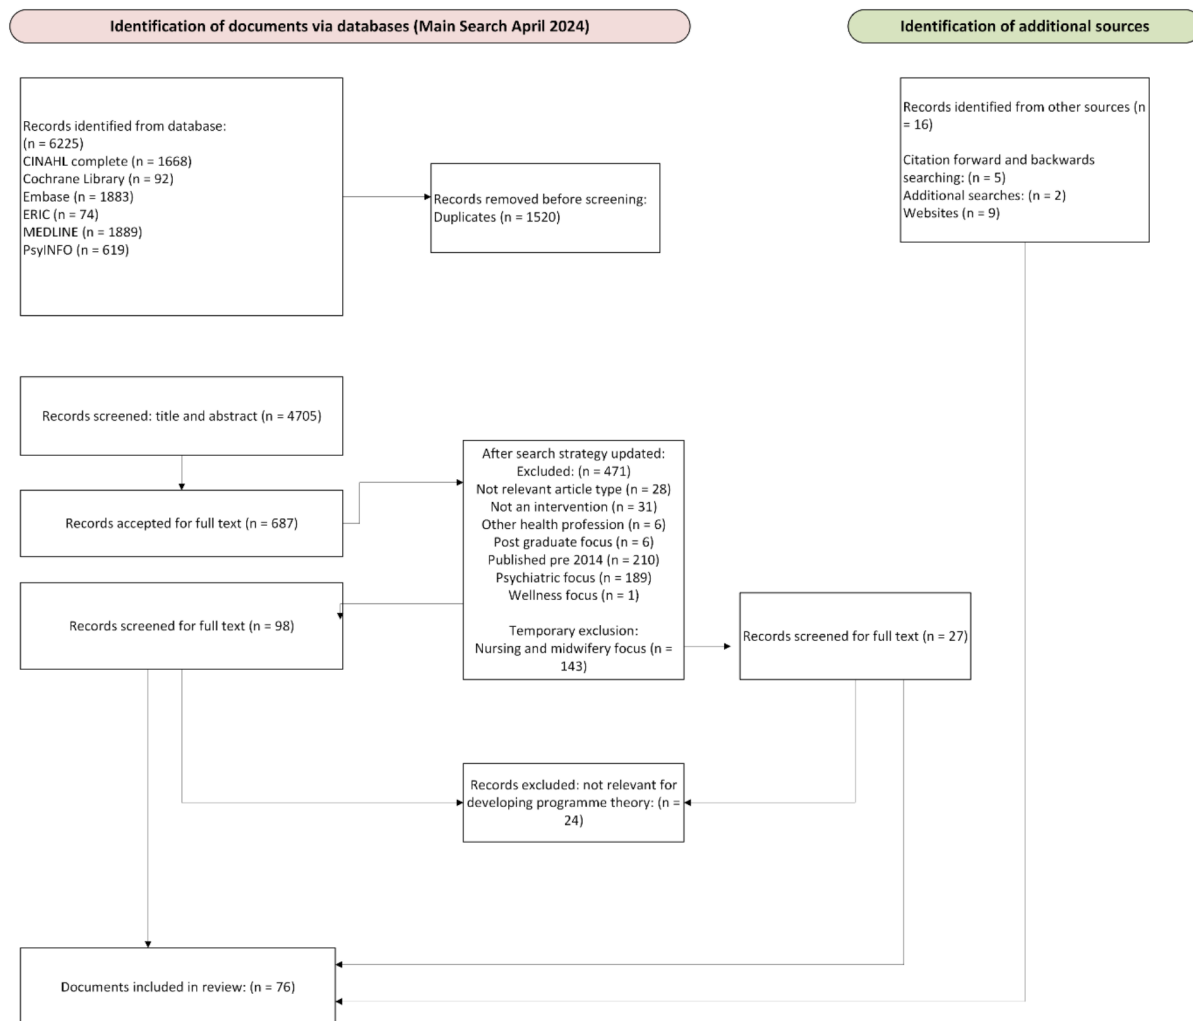 Identification of documents via databases (Main Search April 2024)
Identification of additional sources
Records identified from database:
(n = 6225)
CINAHL complete (n = 1668)
Cochrane Library (n = 92)
Embase (n = 1883)
ERIC (n = 74)
MEDLINE (n = 1889)
PsyINFO (n = 619)
Records removed before screening:
Duplicates (n = 1520)
Records identified from other sources (n
= 16)
Citation forward and backwards
searching: (n = 5)
Additional searches: (n = 2)
Websites (n = 9)
Records screened: title and abstract (n = 4705)
Records accepted for full text (n = 687)
After search strategy updated:
Excluded: (n = 471)
Not relevant article type (n = 28)
Not an intervention (n = 31)
Other health profession (n = 6)
Post graduate focus (n = 6)
Published pre 2014 (n = 210)
Psychiatric focus (n = 189)
Wellness focus (n = 1)
Temporary exclusion:
Nursing and midwifery focus (n =
143)
Records screened for full text (n = 98)
Records screened for full text (n = 27)
Records excluded: not relevant for
developing programme theory: (n =
24)
Documents included in review: (n = 76)